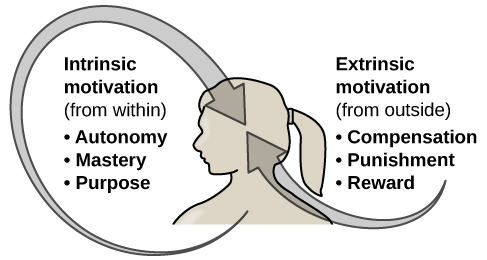 Intrinsic
motivation
(from within)
• Autonomy
• Mastery
• Purpose
Extrinsic
motivation
(from outside)
• Compensation
• Punishment
• Reward